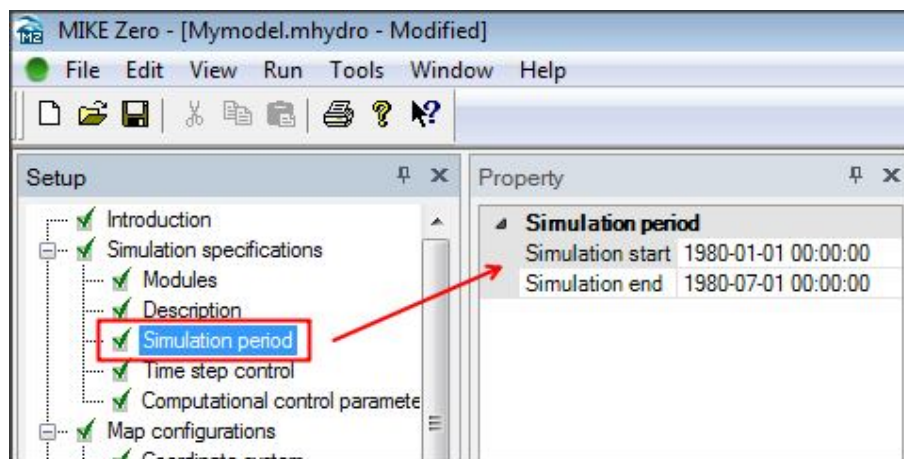 MIKE Zero - [Mymodel.mhydro - Modified]
File Edit View Run Tools Window Help
Setup
Introduction
Simulation specifications
Modules
Description
Simulation period
Time step control
Computational control paramete
Map configurations
Coordinate system
Property
Simulation period
Simulation start 1980-01-01 00:00:00
Simulation end 1980-07-01 00:00:00